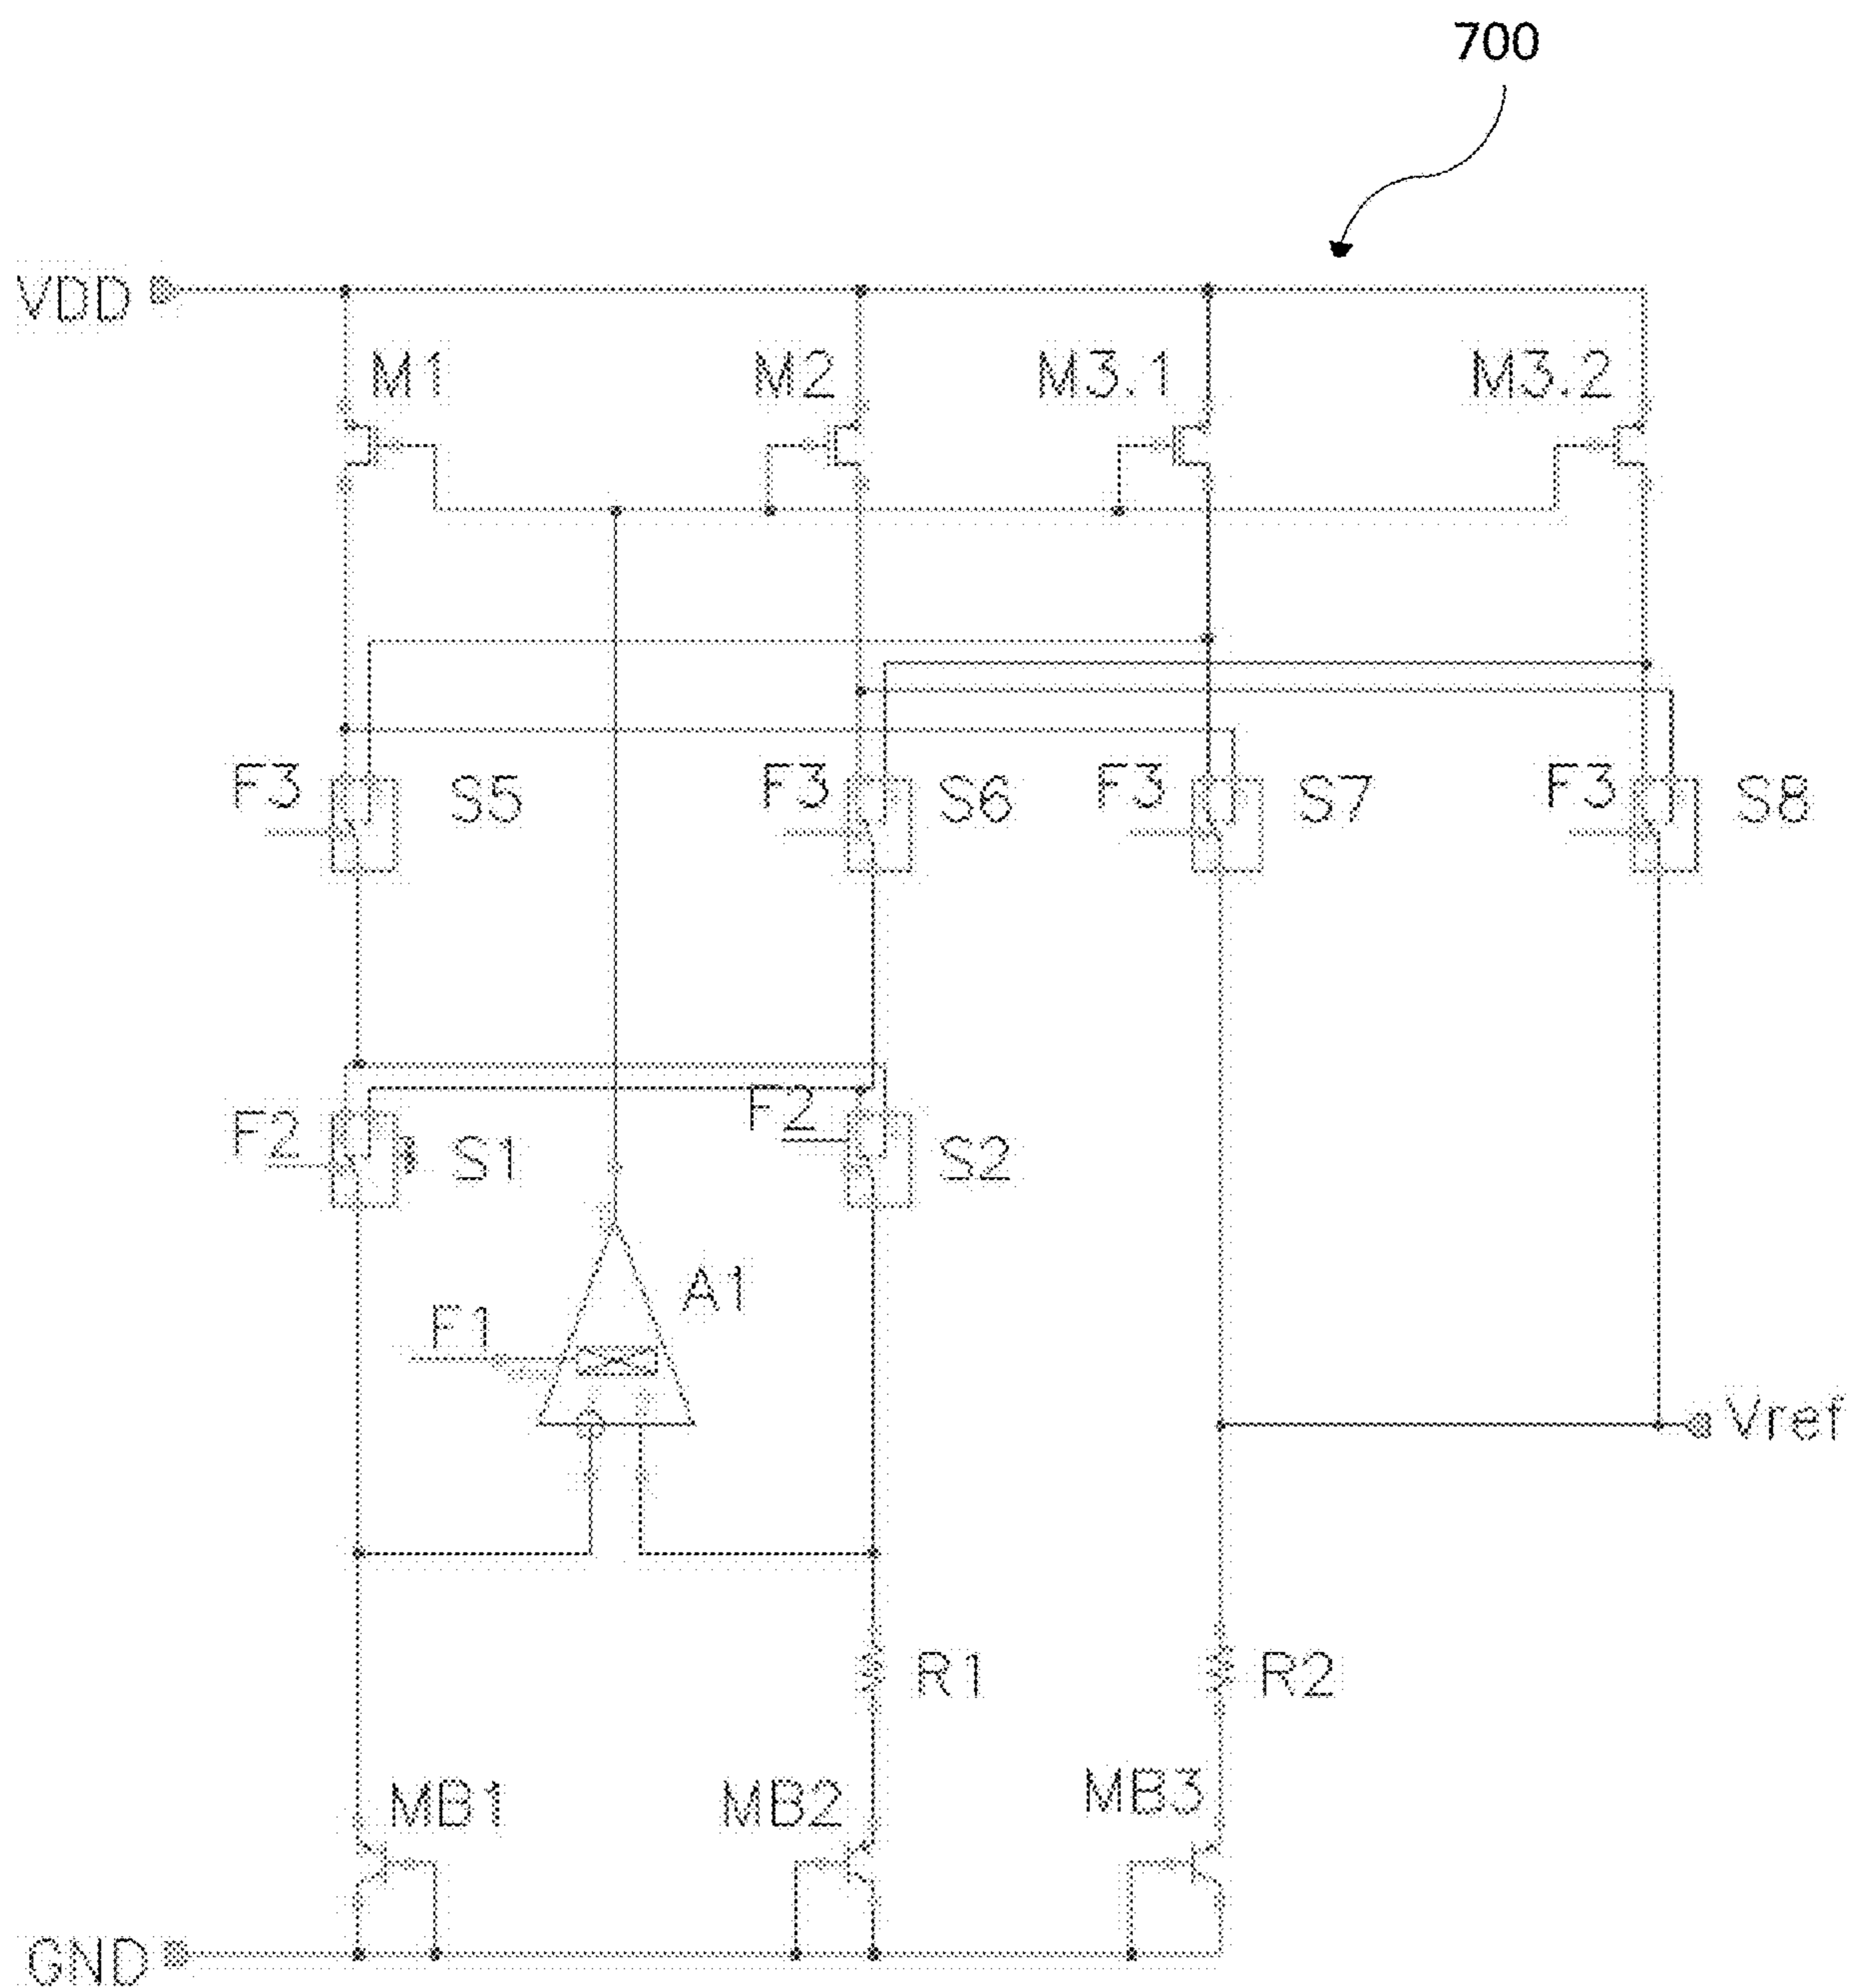 700
VDD
M1
M2
M3.1
M3.2
F3
S5
F3
S6
F3
S7
F3
S8
F2
S1
F2
S2
A1
F1
Vref
R1
R2
MB1
MB2
MB3
GND